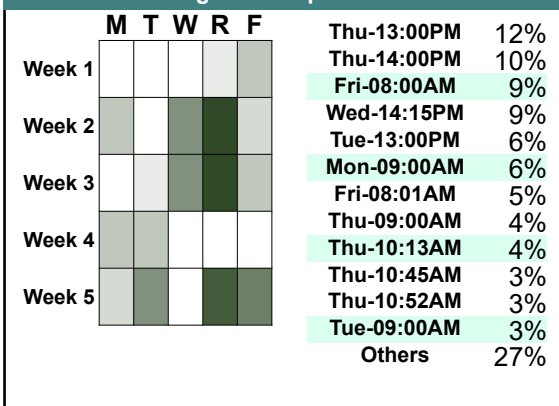 M T W R F
Week 1
Week 2
Week 3
Week 4
Week 5
Thu-13:00PM 12%
Thu-14:00PM 10%
Fri-08:00AM 9%
Wed-14:15PM 9%
Tue-13:00PM 6%
Mon-09:00AM 6%
Fri-08:01AM 5%
Thu-09:00AM 4%
Thu-10:13AM 4%
Thu-10:45AM 3%
Thu-10:52AM 3%
Tue-09:00AM 3%
Others 27%